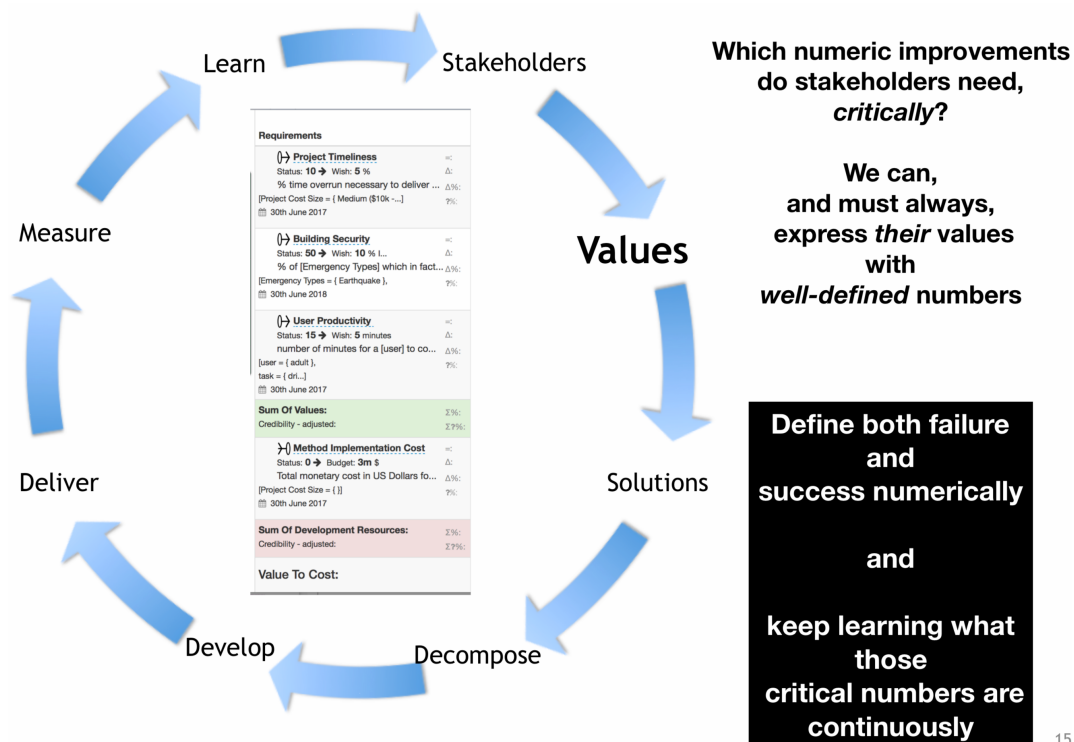 Learn
Stakeholders
Values
Solutions
Decompose
Develop
Deliver
Measure
Requirements
Project Timeliness
=:
Status: 10 → Wish: 5 %
Δ:
% time overrun necessary to deliver ...
Δ%:
[Project Cost Size = { Medium ($10k -...]
?%:
30th June 2017
Building Security
=:
Status: 50 → Wish: 10 % I...
Δ:
% of [Emergency Types] which in fact...
Δ%:
[Emergency Types = { Earthquake },
?%:
30th June 2018
User Productivity
=:
Status: 15 → Wish: 5 minutes
Δ:
number of minutes for a [user] to co...
Δ%:
[user = { adult },
?%:
task = { dri...]
30th June 2017
Sum Of Values:
Σ%:
Credibility - adjusted:
Σ?%:
Method Implementation Cost
=:
Status: 0 → Budget: 3m $
Δ:
Total monetary cost in US Dollars fo...
Δ%:
[Project Cost Size = { }]
?%:
30th June 2017
Sum Of Development Resources:
Σ%:
Credibility - adjusted:
Σ?%:
Value To Cost:
Which numeric improvements
do stakeholders need,
critically?
We can,
and must always,
express their values
with
well-defined numbers
Define both failure
and
success numerically
and
keep learning what
those
critical numbers are
continuously
15